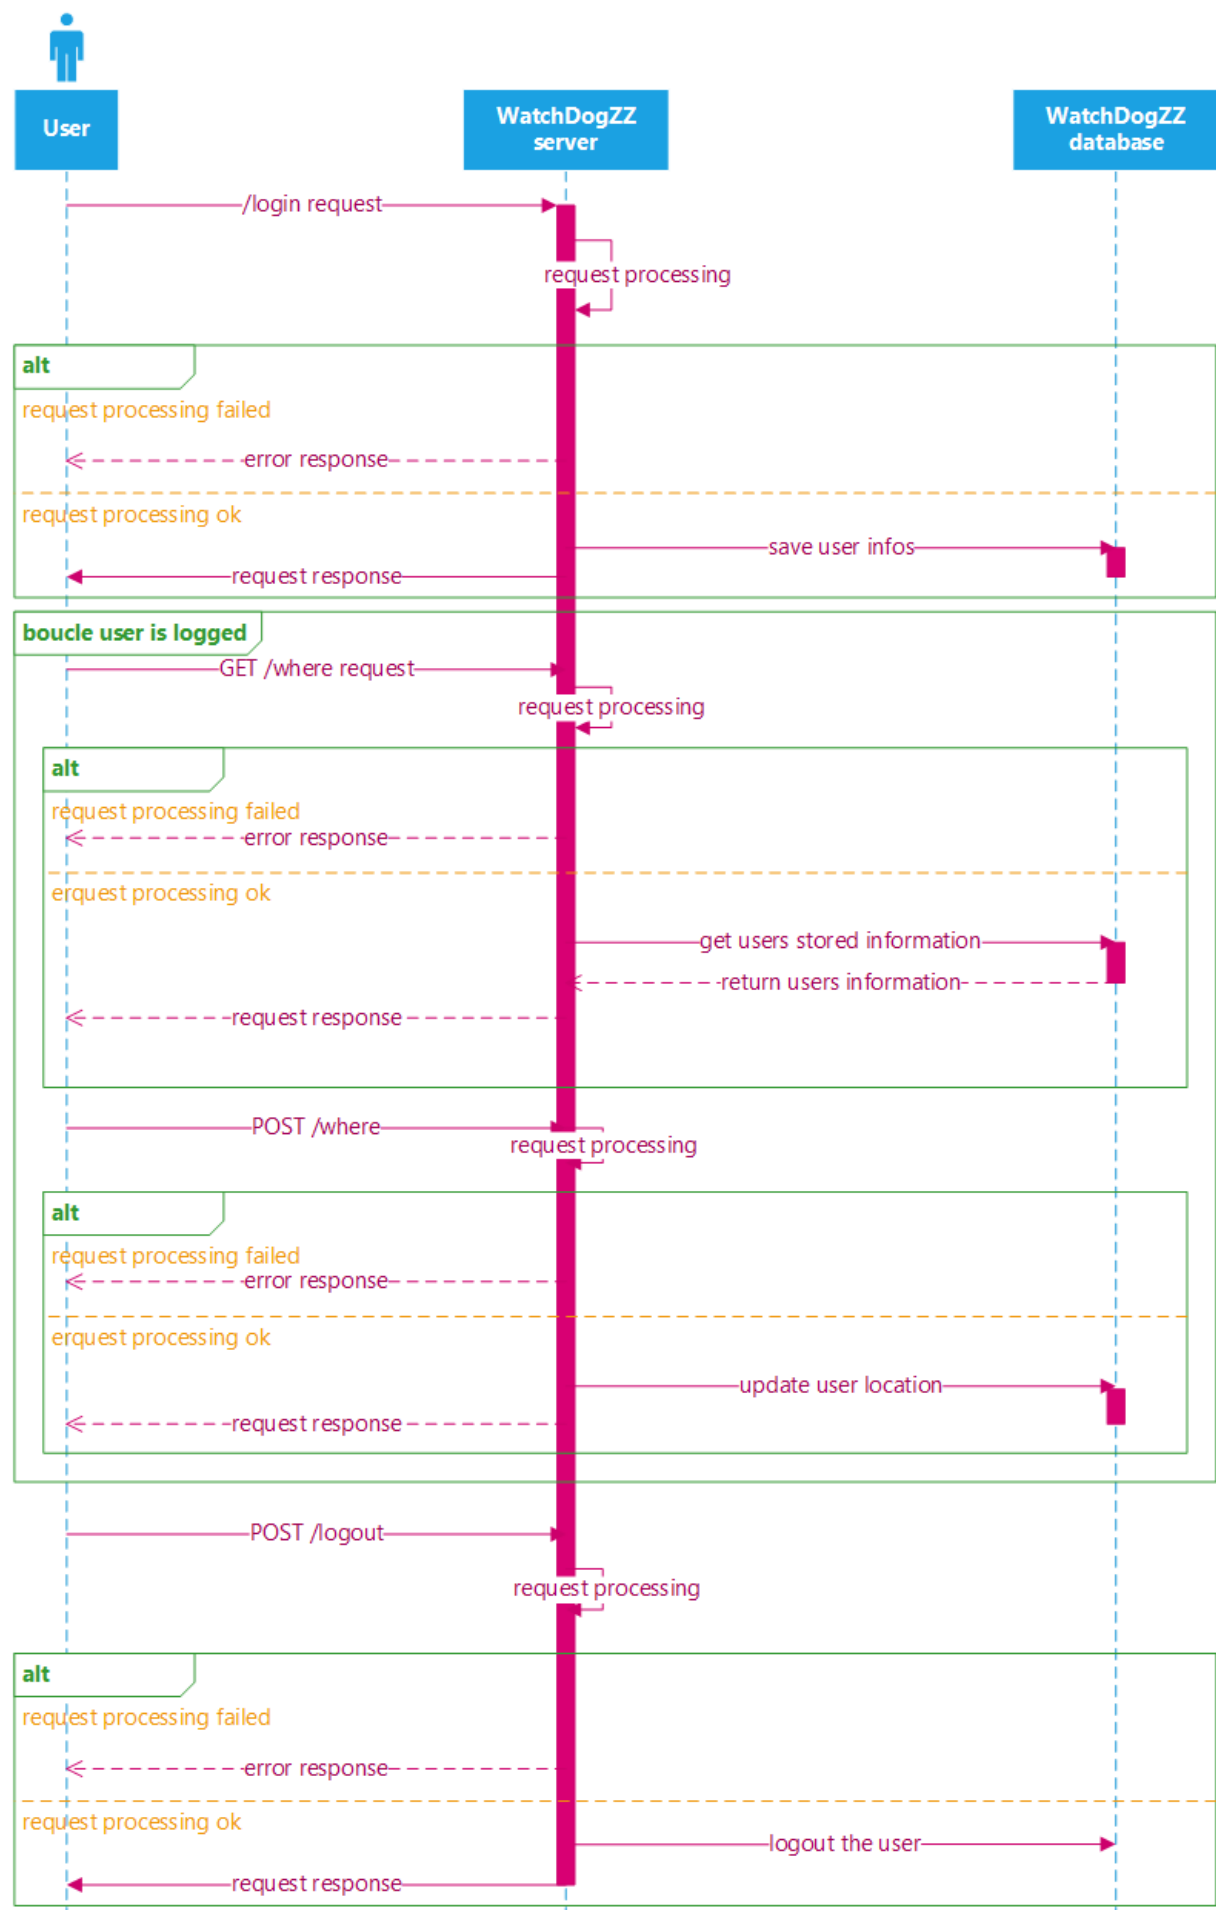 User
WatchDogZZ
server
WatchDogZZ
database
/login request
request processing
alt
request processing failed
error response
request processing ok
save user infos
request response
boucle user is logged
GET /where request
request processing
alt
request processing failed
error response
erquest processing ok
get users stored information
return users information
request response
POST /where
request processing
alt
request processing failed
error response
erquest processing ok
update user location
request response
POST /logout
request processing
alt
request processing failed
error response
request processing ok
logout the user
request response